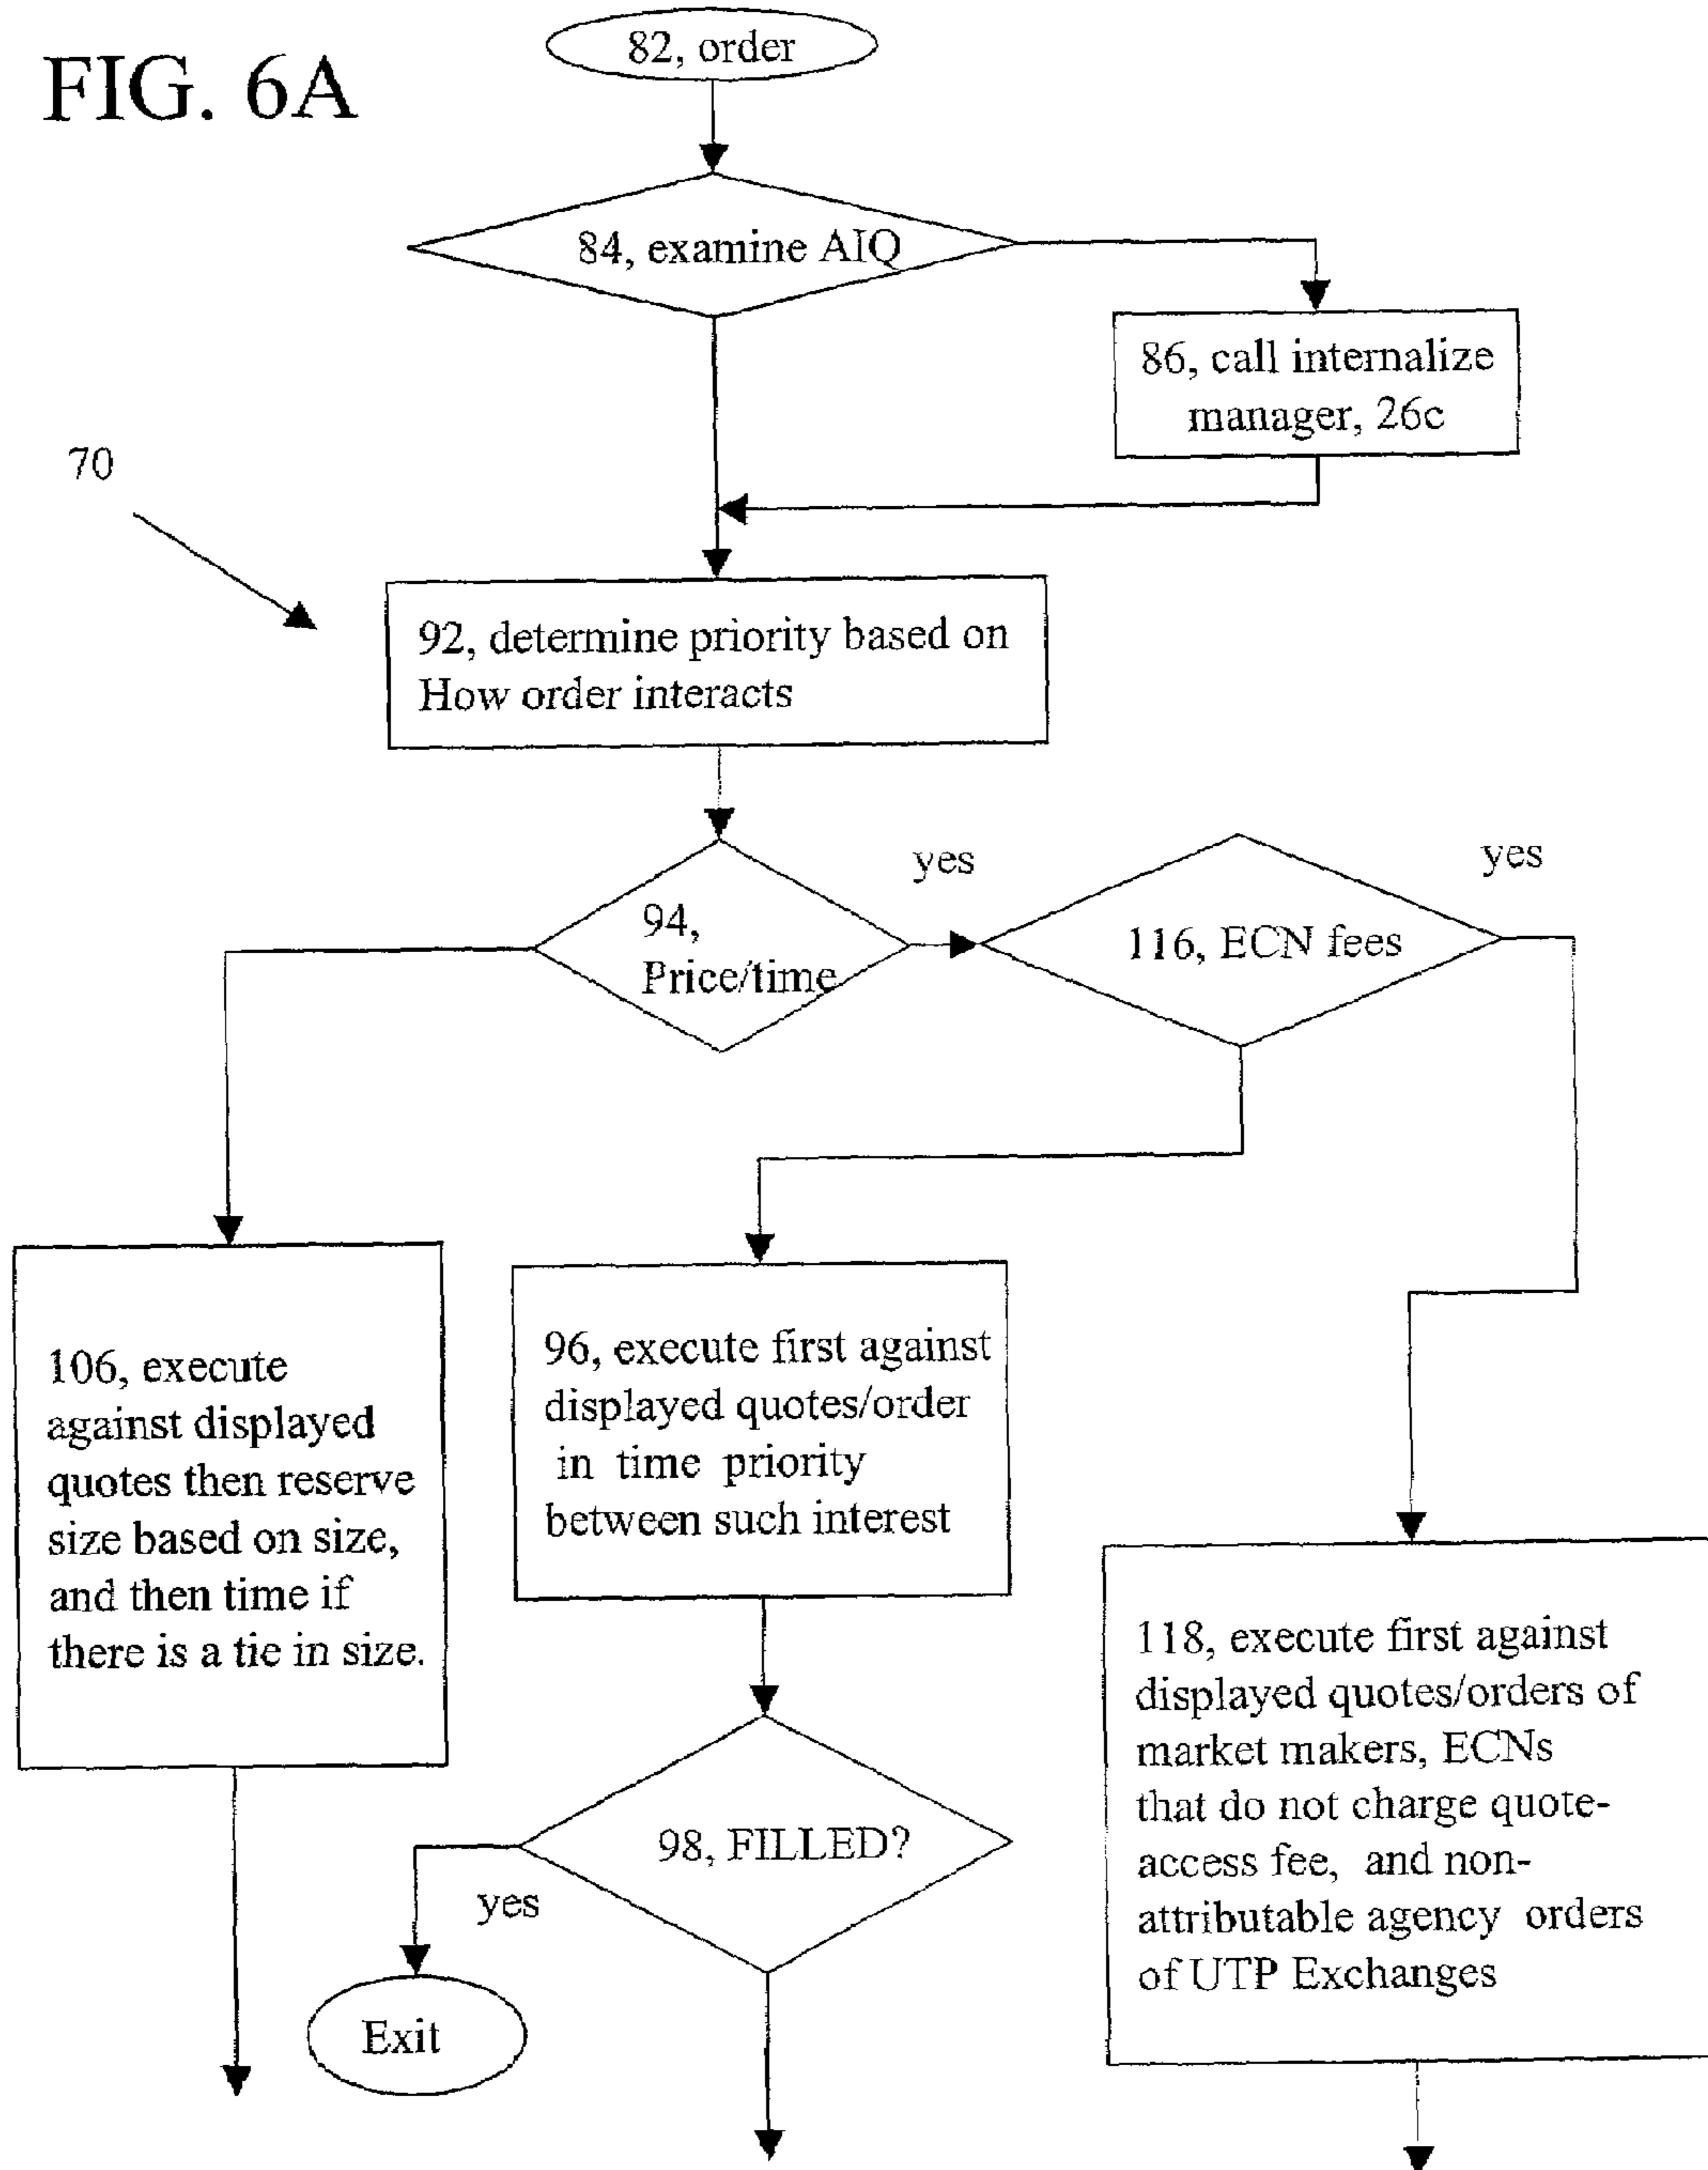 FIG. 6A
82, order
84, examine AIQ
86, call internalize
manager, 26c
70
92, determine priority based on
How order interacts
94,
Price/time
yes
116, ECN fees
yes
106, execute
against displayed
quotes then reserve
size based on size,
and then time if
there is a tie in size.
96, execute first against
displayed quotes/order
in time priority
between such interest
118, execute first against
displayed quotes/orders of
market makers, ECNs
that do not charge quote-
access fee, and non-
attributable agency orders
of UTP Exchanges
98, FILLED?
yes
Exit